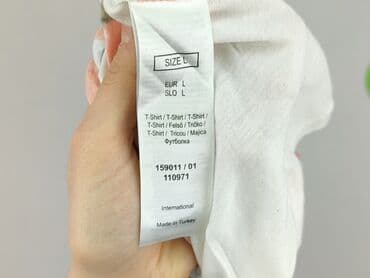 SIZE L
EUR L
SLO L
T-Shirt / T-Shirt / T-Shirt /
T-Shirt / Felső / Tričko /
T-Shirt / Tricou / Majica
Футболка
159011 / 01
110971
International
Made in Turkey